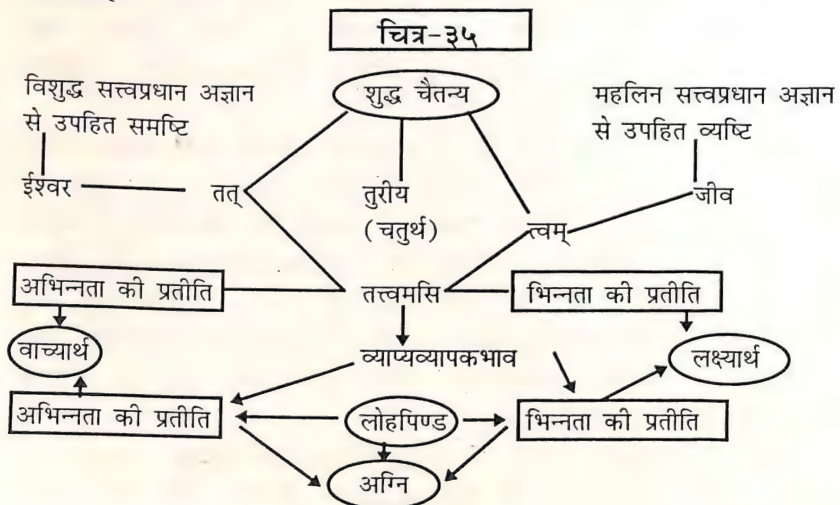 चित्र-३५
विशुद्ध सत्त्वप्रधान अज्ञान
से उपहित समष्टि
शुद्ध चैतन्य
महलिन सत्त्वप्रधान अज्ञान
से उपहित व्यष्टि
ईश्वर
तत्
तुरीय
(चतुर्थ)
त्वम्
जीव
अभिन्नता की प्रतीति
तत्त्वमसि
भिन्नता की प्रतीति
वाच्यार्थ
व्याप्यव्यापकभाव
लक्ष्यार्थ
अभिन्नता की प्रतीति
लोहपिण्ड
भिन्नता की प्रतीति
अग्नि